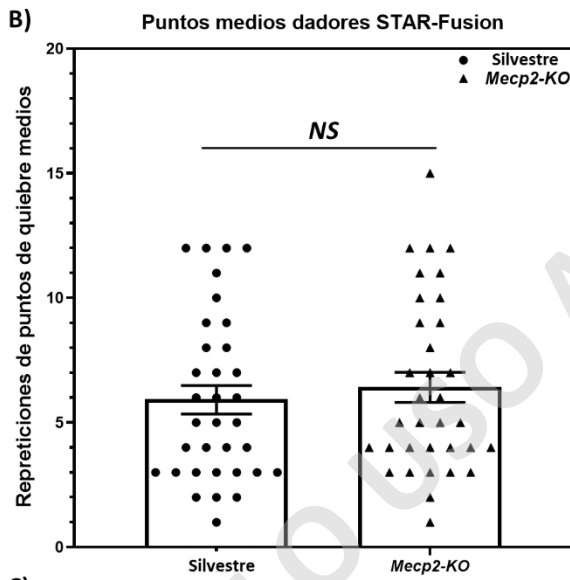 B)
Puntos medios dadores STAR-Fusion
Silvestre
Mecp2-KO
NS
Repreticiones de puntos de quiebre medios
20
15
10
5
0
Silvestre
Mecp2-KO
USO A